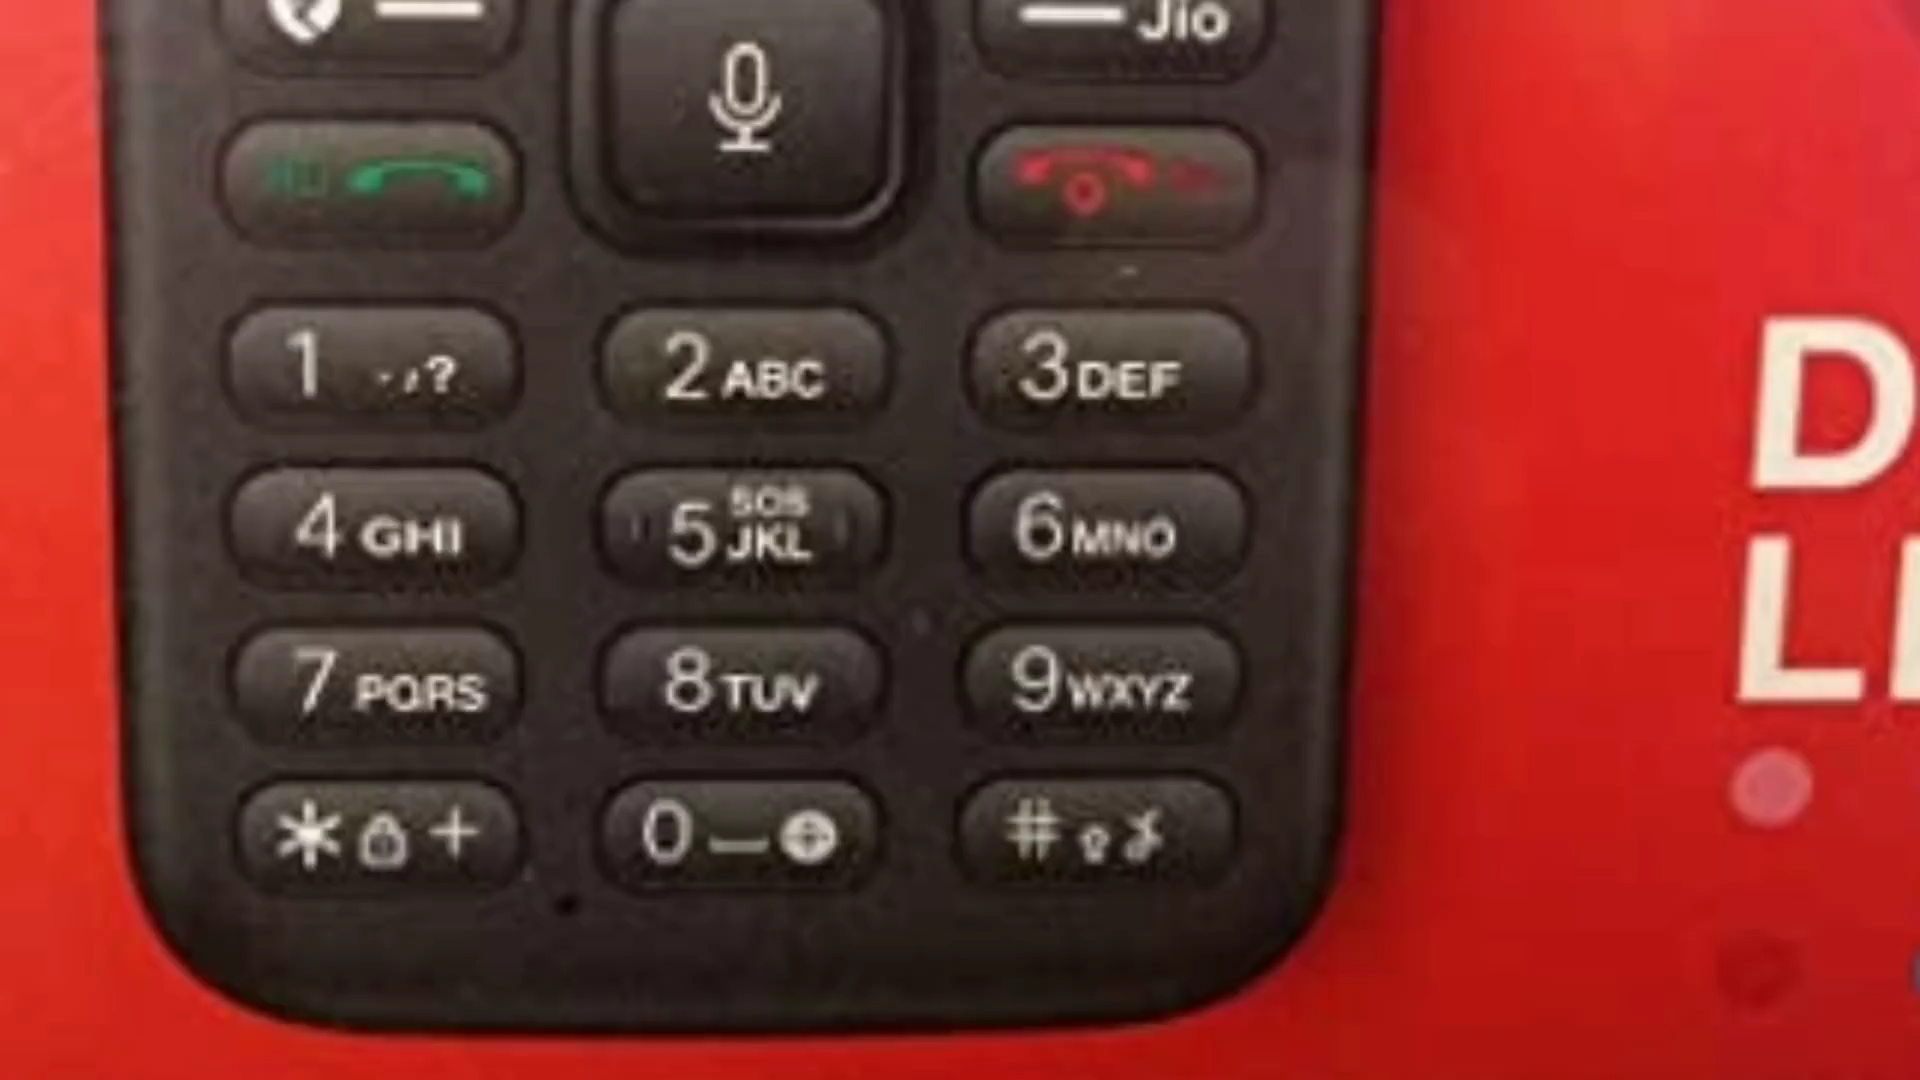 Jio
1 .,?
2 ABC
3 DEF
4 GHI
5 SOS JKL
6 MNO
7 PQRS
8 TUV
9 WXYZ
* +
0
#
D
L